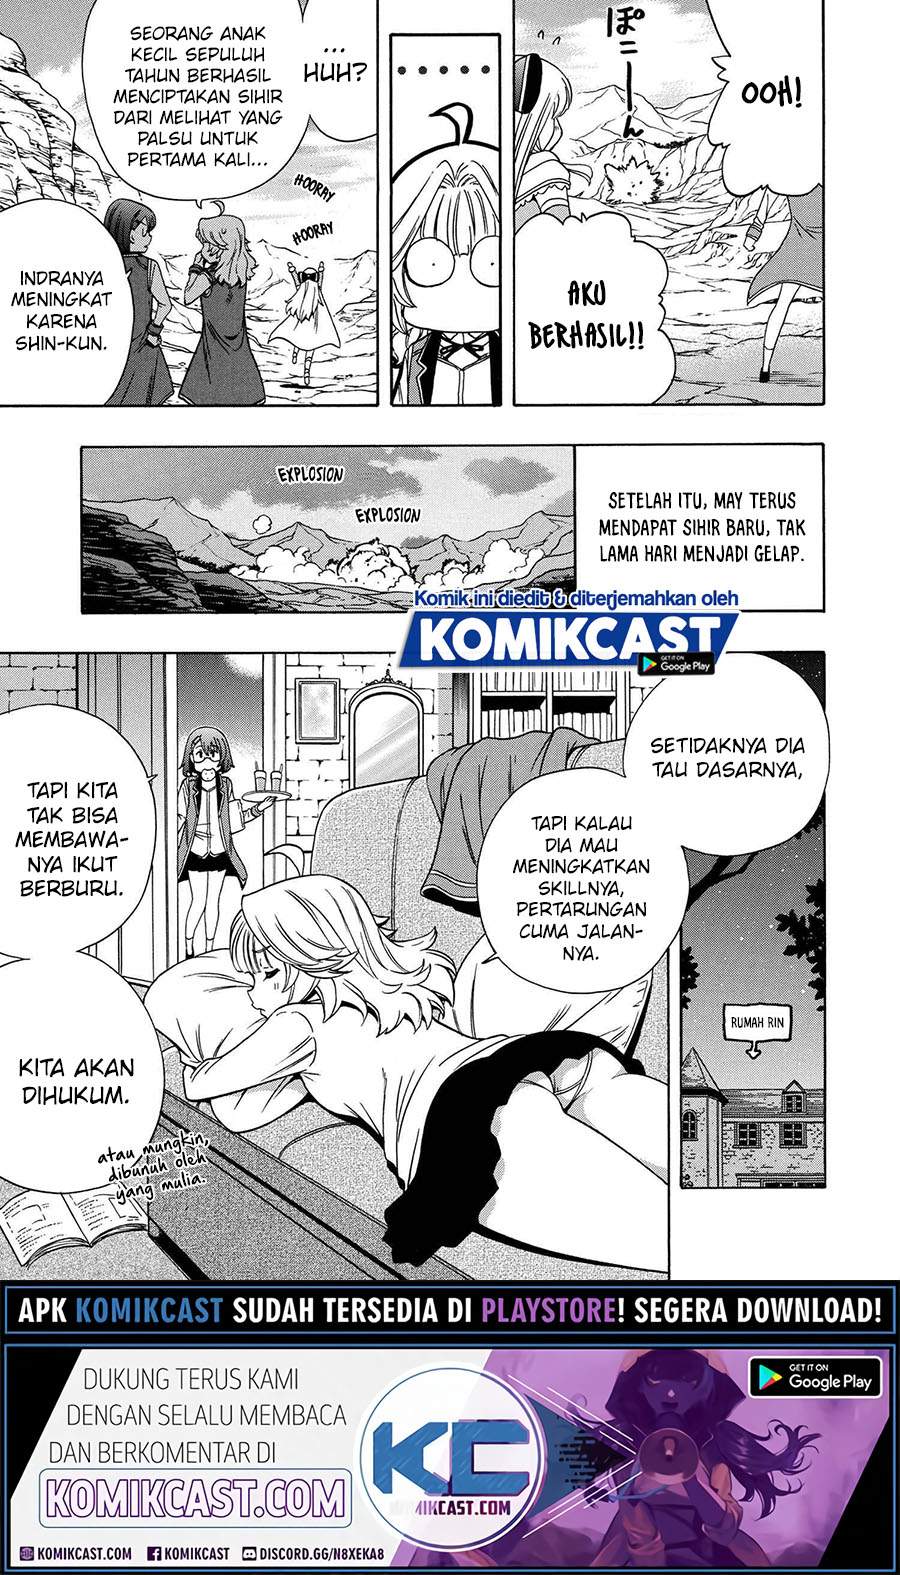 OOH!
ぽこーん
AKU
BERHASIL!!
......
...
HUH?
SEORANG ANAK
KECIL SEPULUH
TAHUN BERHASIL
MENCIPTAKAN SIHIR
DARI MELIHAT YANG
PALSU UNTUK
PERTAMA KALI...
HOORAY
HOORAY
INDRANYA
MENINGKAT
KARENA
SHIN-KUN.
SETELAH ITU, MAY TERUS
MENDAPAT SIHIR BARU, TAK
LAMA HARI MENJADI GELAP.
EXPLOSION
EXPLOSION
Komik ini diedit & diterjemahkan oleh
KOMIKCAST
GET IT ON
Google Play
SETIDAKNYA DIA
TAU DASARNYA,
TAPI KALAU
DIA MAU
MENINGKATKAN
SKILLNYA,
PERTARUNGAN
CUMA JALAN-
NYA.
RUMAH RIN
TAPI KITA
TAK BISA
MEMBAWA-
NYA IKUT
BERBURU.
KITA AKAN
DIHUKUM.
atau mungkin,
dibunuh oleh
yang mulia.
APK KOMIKCAST SUDAH TERSEDIA DI PLAYSTORE! SEGERA DOWNLOAD!
DUKUNG TERUS KAMI
DENGAN SELALU MEMBACA
DAN BERKOMENTAR DI
KOMIKCAST.COM
KOMIKCAST.COM
KOMIKCAST
DISCORD.GG/N8XEKA8
KC
KOMIKCAST.COM
GET IT ON
Google Play